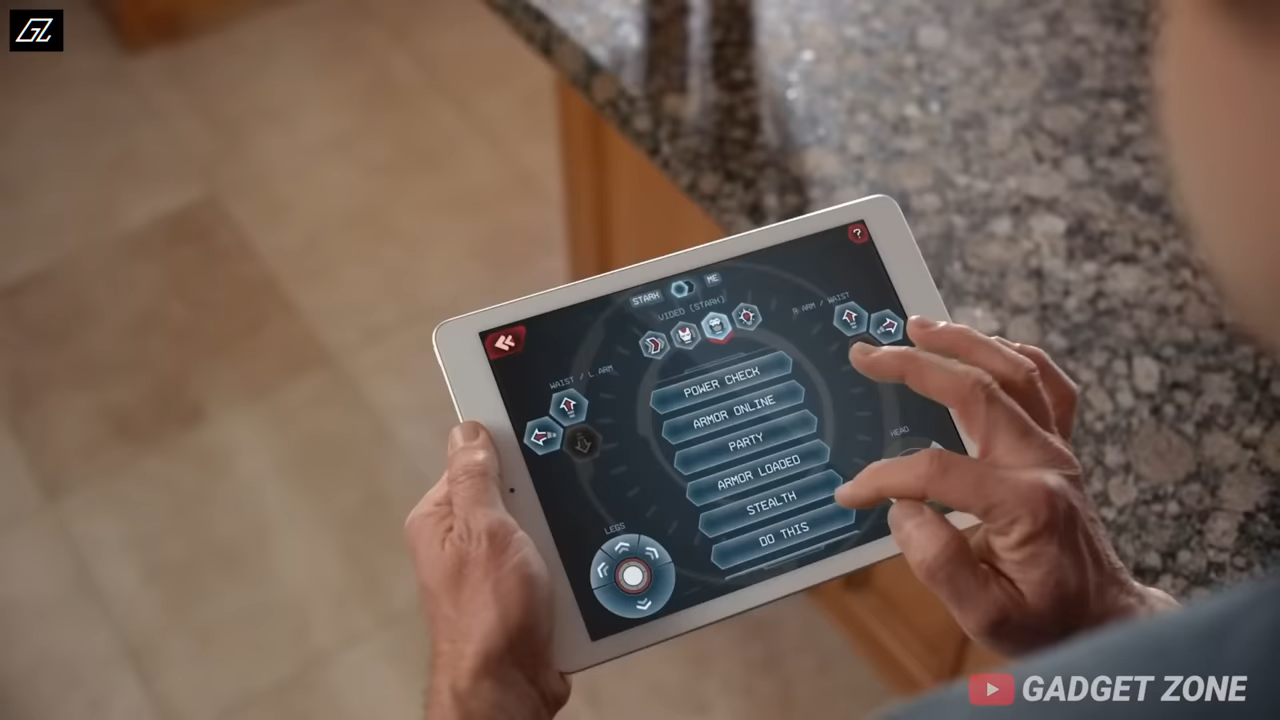 GZ
STARK
ME
VIDEO (STARK)
R ARM / WAIST
?
WAIST / L ARM
POWER CHECK
ARMOR ONLINE
PARTY
ARMOR LOADED
STEALTH
DO THIS
HEAD
LEGS
GADGET ZONE